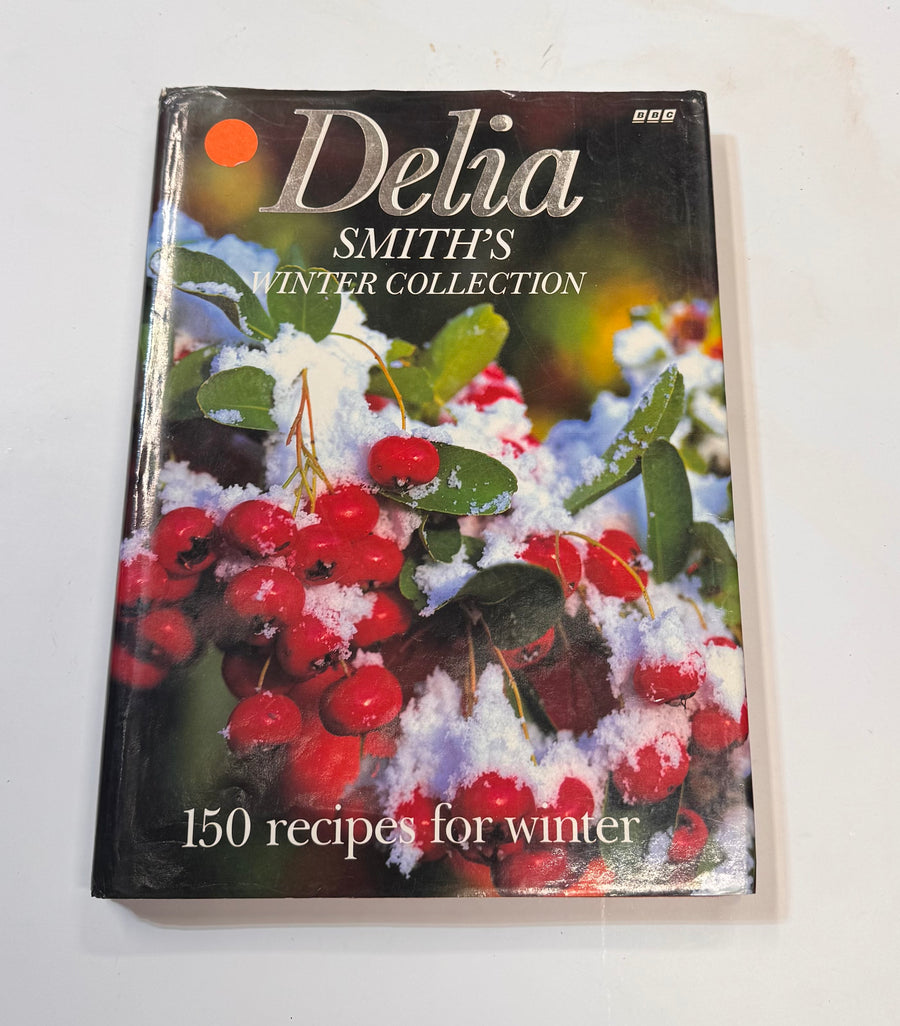 BBC
Delia
SMITH'S
WINTER COLLECTION
150 recipes for winter